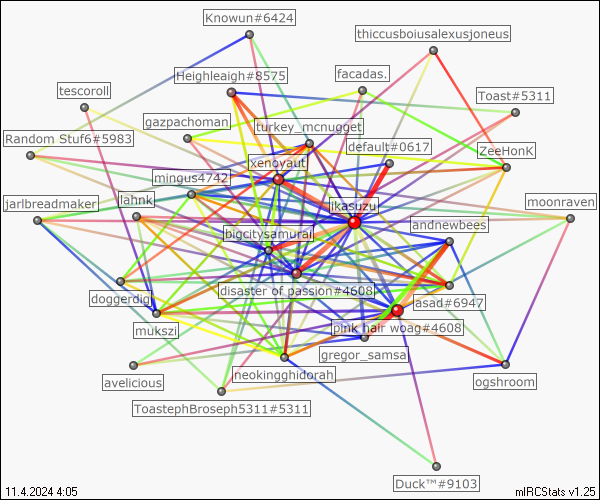 Knowun#6424
thiccusboiusalexusjoneus
Heighleaigh#8575
facadas.
tescoroll
Toast#5311
gazpachoman
turkey_mcnugget
Random Stuf6#5983
default#0617
ZeeHonK
xenoyaut
mingus4742
jarlbreadmaker
lahnk
ikasuzu
moonraven
andnewbees
bigcitysamurai
disaster of passion#4608
doggerdig
asad#6947
mukszi
pink hair woag#4608
gregor_samsa
neokingghidorah
avelicious
ogshroom
ToastephBroseph5311#5311
Duck™#9103
11.4.2024 4:05
mIRCStats v1.25